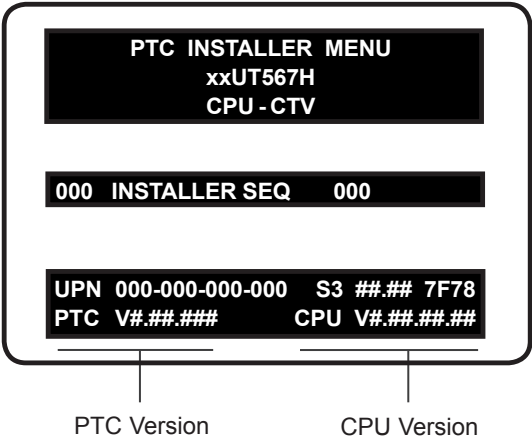 PTC INSTALLER MENU
xxUT567H
CPU - CTV
000 INSTALLER SEQ 000
UPN 000-000-000-000 S3 ##.## 7F78
PTC V#.##.### CPU V#.##.##.##
PTC Version CPU Version